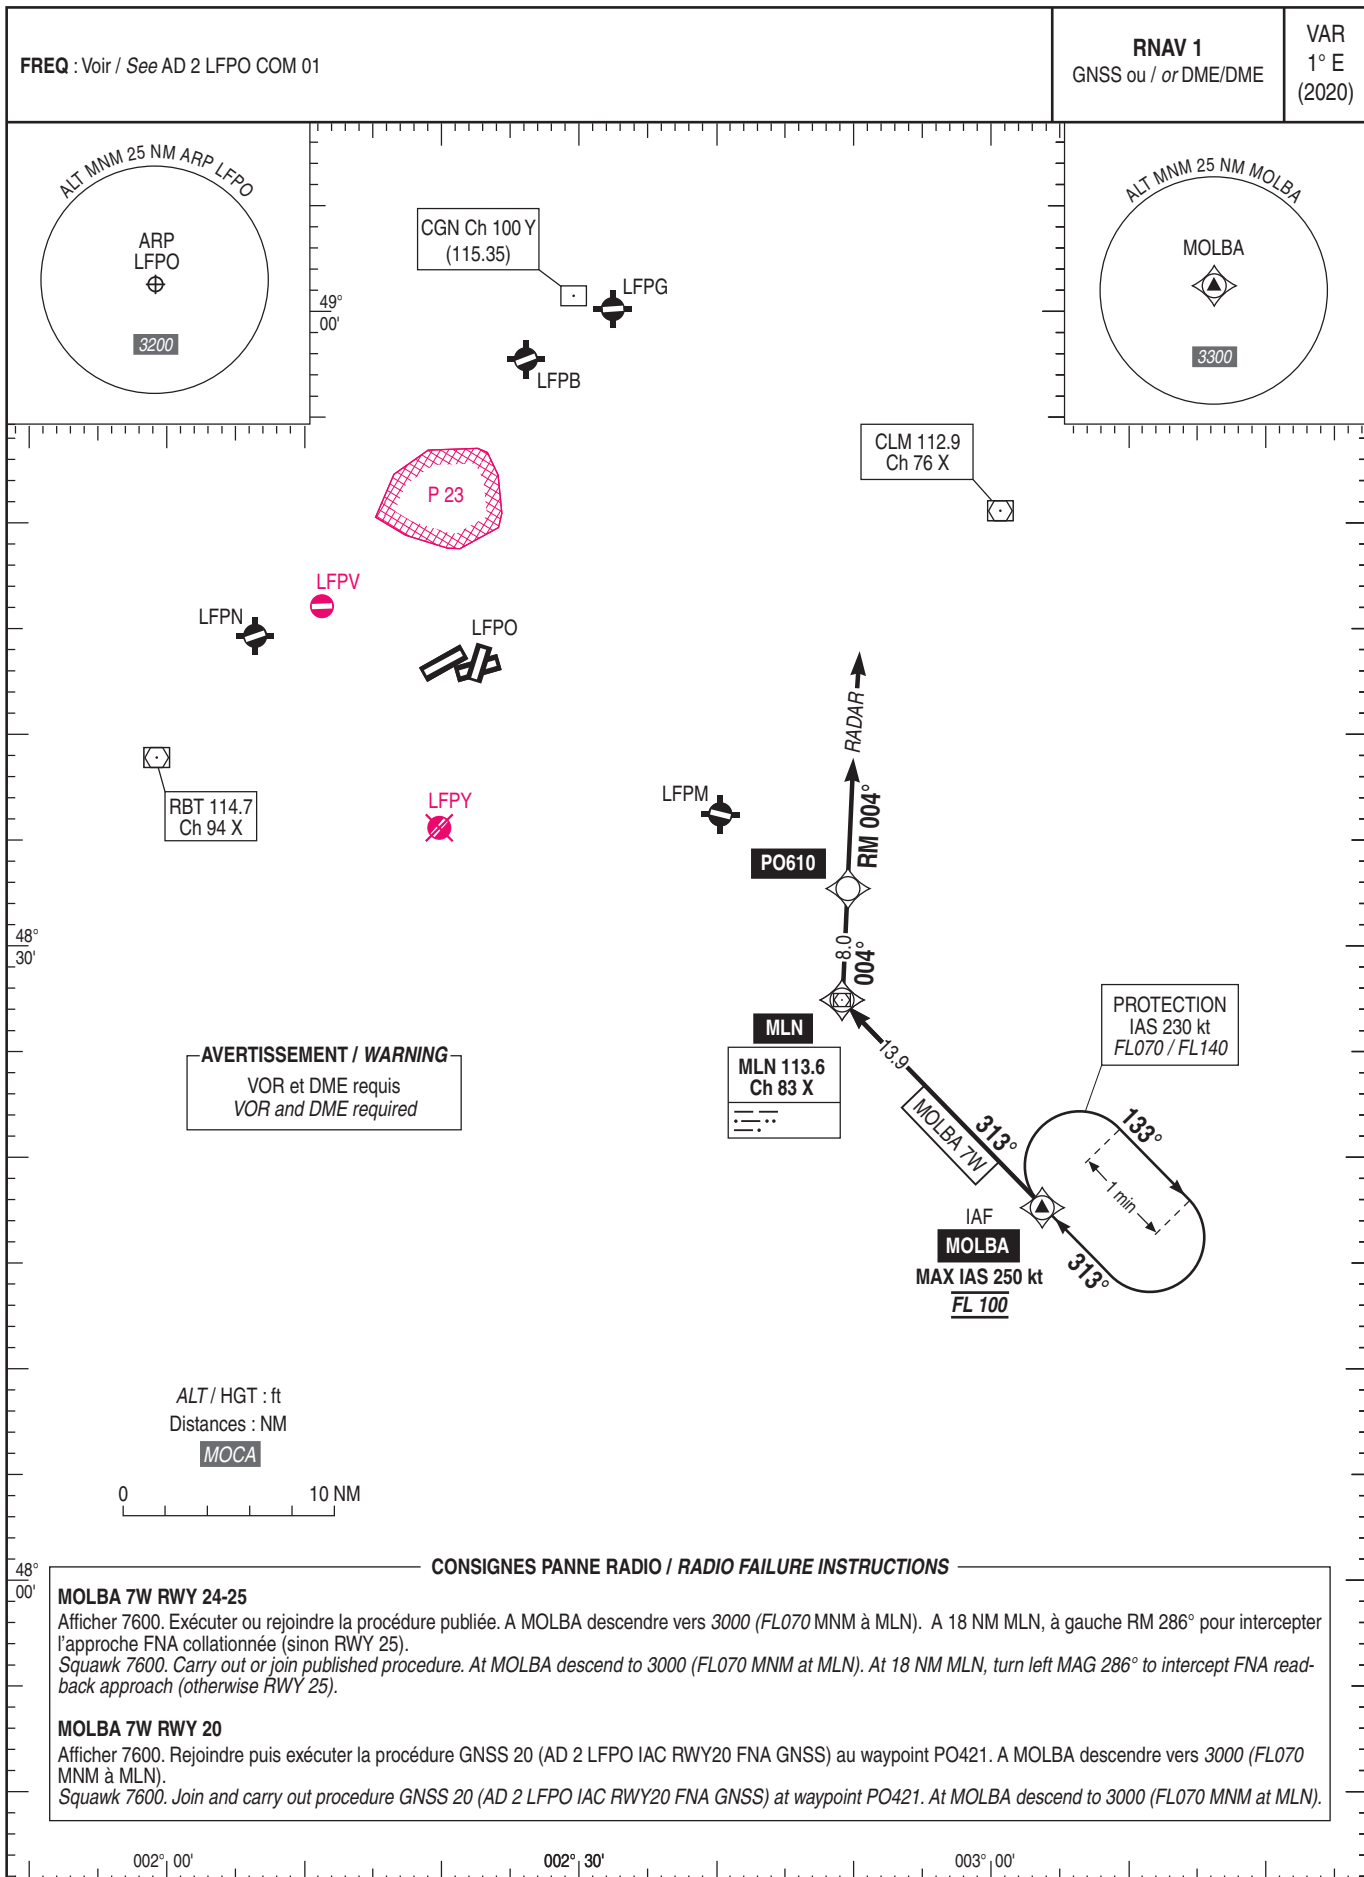 FREQ : Voir / See AD 2 LFPO COM 01
RNAV 1
GNSS ou / or DME/DME
VAR
1° E
(2020)
ALT MNM 25 NM ARP LFPO
ARP
LFPO
3200
ALT MNM 25 NM MOLBA
MOLBA
3300
CGN Ch 100 Y
(115.35)
LFPG
49°
00'
LFPB
CLM 112.9
Ch 76 X
P 23
LFPV
LFPN
LFPO
RADAR
RBT 114.7
Ch 94 X
LFPY
LFPM
RM 004°
PO610
48°
30'
8.0
004°
MLN
MLN 113.6
Ch 83 X
13.9
MOLBA 7W
313°
PROTECTION
IAS 230 kt
FL070 / FL140
133°
1 min
313°
IAF
MOLBA
MAX IAS 250 kt
FL 100
AVERTISSEMENT / WARNING
VOR et DME requis
VOR and DME required
ALT / HGT : ft
Distances : NM
MOCA
0 10 NM
48°
00'
CONSIGNES PANNE RADIO / RADIO FAILURE INSTRUCTIONS
MOLBA 7W RWY 24-25
Afficher 7600. Exécuter ou rejoindre la procédure publiée. A MOLBA descendre vers 3000 (FL070 MNM à MLN). A 18 NM MLN, à gauche RM 286° pour intercepter
l'approche FNA collationnée (sinon RWY 25).
Squawk 7600. Carry out or join published procedure. At MOLBA descend to 3000 (FL070 MNM at MLN). At 18 NM MLN, turn left MAG 286° to intercept FNA read-
back approach (otherwise RWY 25).
MOLBA 7W RWY 20
Afficher 7600. Rejoindre puis exécuter la procédure GNSS 20 (AD 2 LFPO IAC RWY20 FNA GNSS) au waypoint PO421. A MOLBA descendre vers 3000 (FL070
MNM à MLN).
Squawk 7600. Join and carry out procedure GNSS 20 (AD 2 LFPO IAC RWY20 FNA GNSS) at waypoint PO421. At MOLBA descend to 3000 (FL070 MNM at MLN).
002° 00'
002° 30'
003° 00'